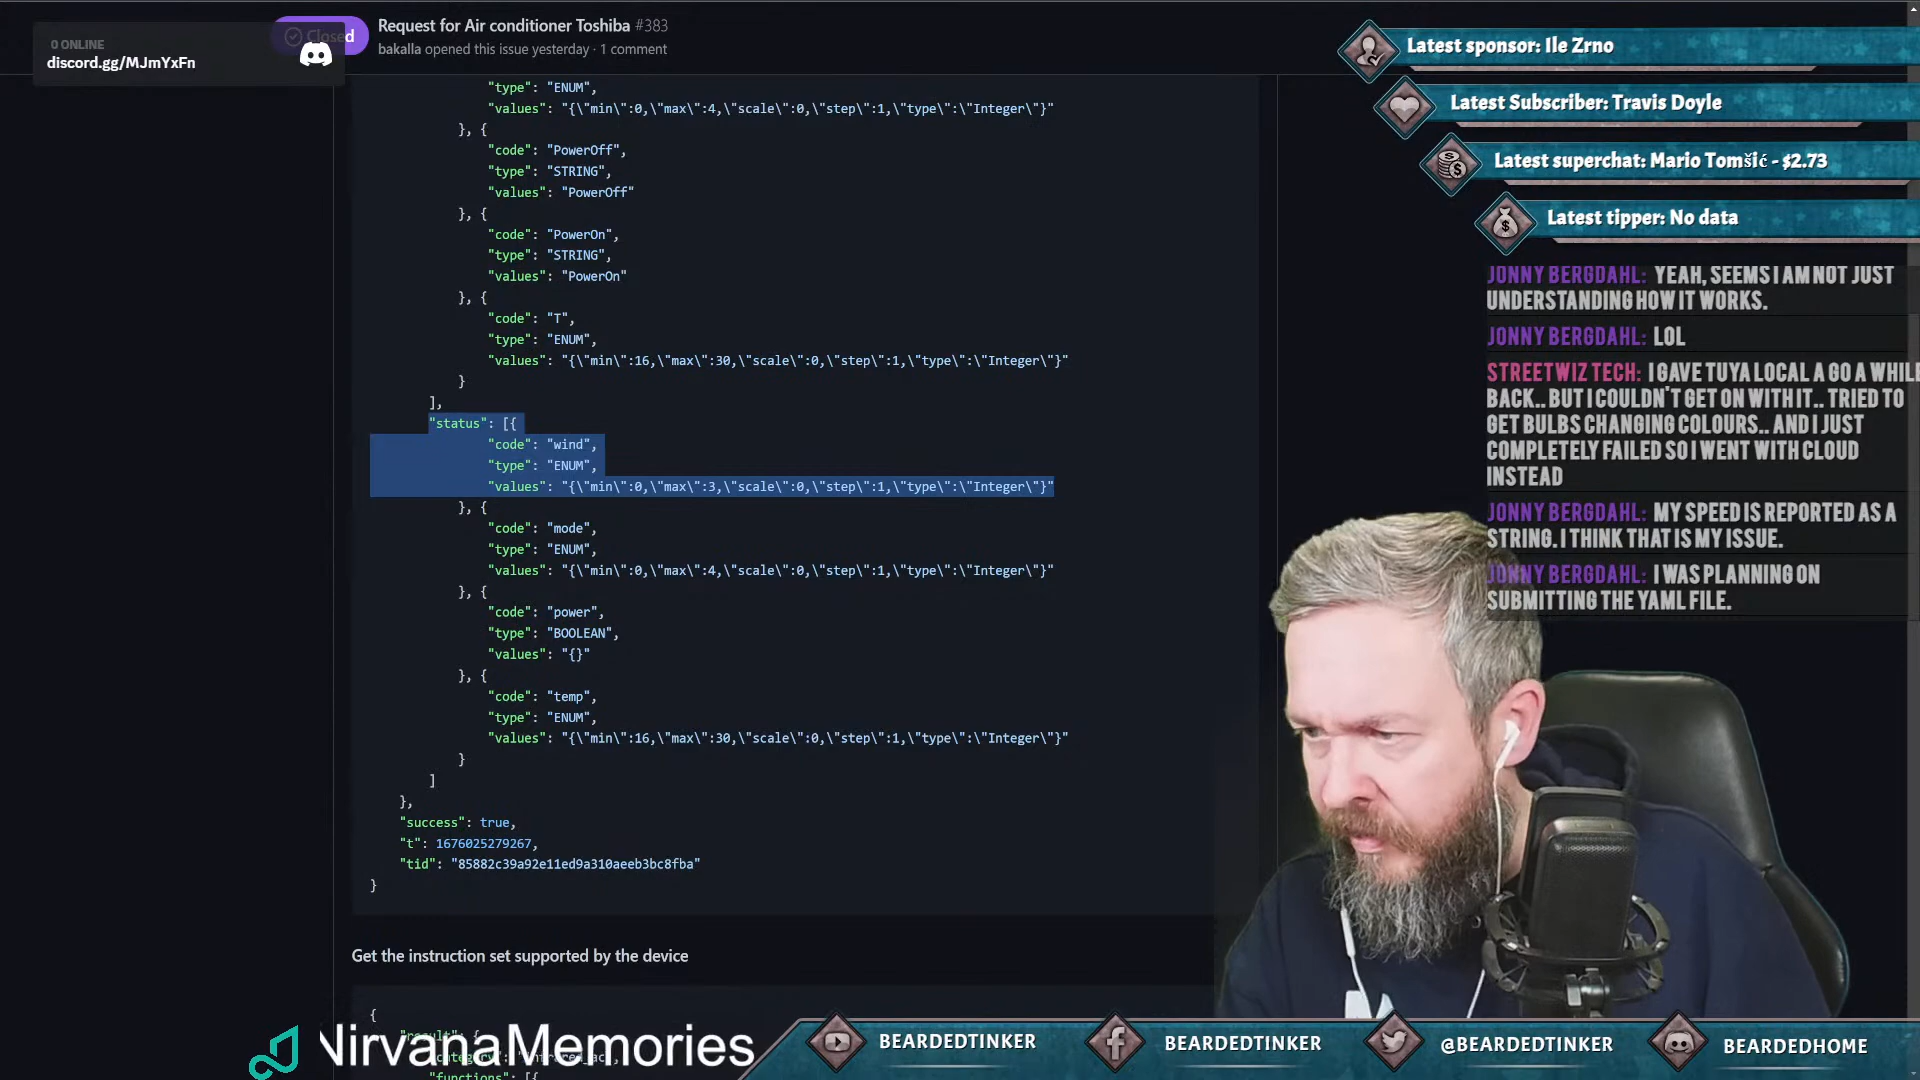 0 ONLINE
discord.gg/MJmYxFn
Closed
Request for Air conditioner Toshiba #383
bakalla opened this issue yesterday · 1 comment
"type": "ENUM",
"values": "{\"min\":0,\"max\":4,\"scale\":0,\"step\":1,\"type\":\"Integer\"}"
}, {
"code": "PowerOff",
"type": "STRING",
"values": "PowerOff"
}, {
"code": "PowerOn",
"type": "STRING",
"values": "PowerOn"
}, {
"code": "T",
"type": "ENUM",
"values": "{\"min\":16,\"max\":30,\"scale\":0,\"step\":1,\"type\":\"Integer\"}"
}
],
"status": [{
"code": "wind",
"type": "ENUM",
"values": "{\"min\":0,\"max\":3,\"scale\":0,\"step\":1,\"type\":\"Integer\"}"
}, {
"code": "mode",
"type": "ENUM",
"values": "{\"min\":0,\"max\":4,\"scale\":0,\"step\":1,\"type\":\"Integer\"}"
}, {
"code": "power",
"type": "BOOLEAN",
"values": "{}"
}, {
"code": "temp",
"type": "ENUM",
"values": "{\"min\":16,\"max\":30,\"scale\":0,\"step\":1,\"type\":\"Integer\"}"
}
]
},
"success": true,
"t": 1676025279267,
"tid": "85882c39a92e11ed9a310aeeb3bc8fba"
}
Get the instruction set supported by the device
{
"functions": [{
NirvanaMemories
Latest sponsor: Ile Zrno
Latest Subscriber: Travis Doyle
Latest superchat: Mario Tomšić - $2.73
Latest tipper: No data
JONNY BERGDAHL: YEAH, SEEMS I AM NOT JUST
UNDERSTANDING HOW IT WORKS.
JONNY BERGDAHL: LOL
STREETWIZ TECH: I GAVE TUYA LOCAL A GO A WHILE
BACK.. BUT I COULDN'T GET ON WITH IT.. TRIED TO
GET BULBS CHANGING COLOURS.. AND I JUST
COMPLETELY FAILED SO I WENT WITH CLOUD
INSTEAD
JONNY BERGDAHL: MY SPEED IS REPORTED AS A
STRING. I THINK THAT IS MY ISSUE.
JONNY BERGDAHL: I WAS PLANNING ON
SUBMITTING THE YAML FILE.
BEARDEDTINKER
BEARDEDTINKER
@BEARDEDTINKER
BEARDEDHOME